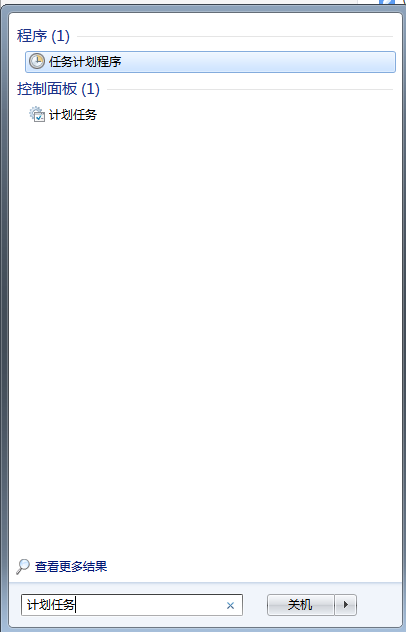 程序 (1)
任务计划程序
控制面板 (1)
计划任务
查看更多结果
计划任务
关机